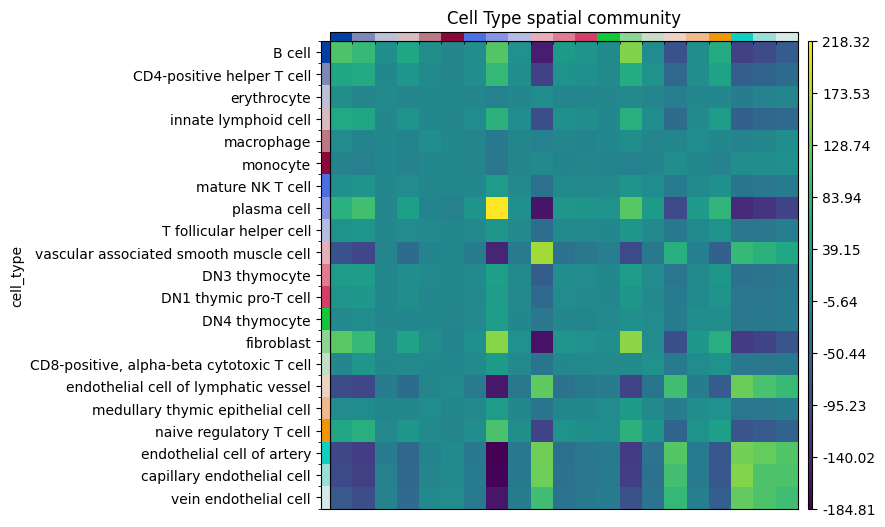 Cell Type spatial community
B cell
CD4-positive helper T cell
erythrocyte
innate lymphoid cell
macrophage
monocyte
mature NK T cell
plasma cell
T follicular helper cell
vascular associated smooth muscle cell
DN3 thymocyte
DN1 thymic pro-T cell
DN4 thymocyte
fibroblast
CD8-positive, alpha-beta cytotoxic T cell
endothelial cell of lymphatic vessel
medullary thymic epithelial cell
naive regulatory T cell
endothelial cell of artery
capillary endothelial cell
vein endothelial cell
cell_type
218.32
173.53
128.74
83.94
39.15
-5.64
-50.44
-95.23
-140.02
-184.81